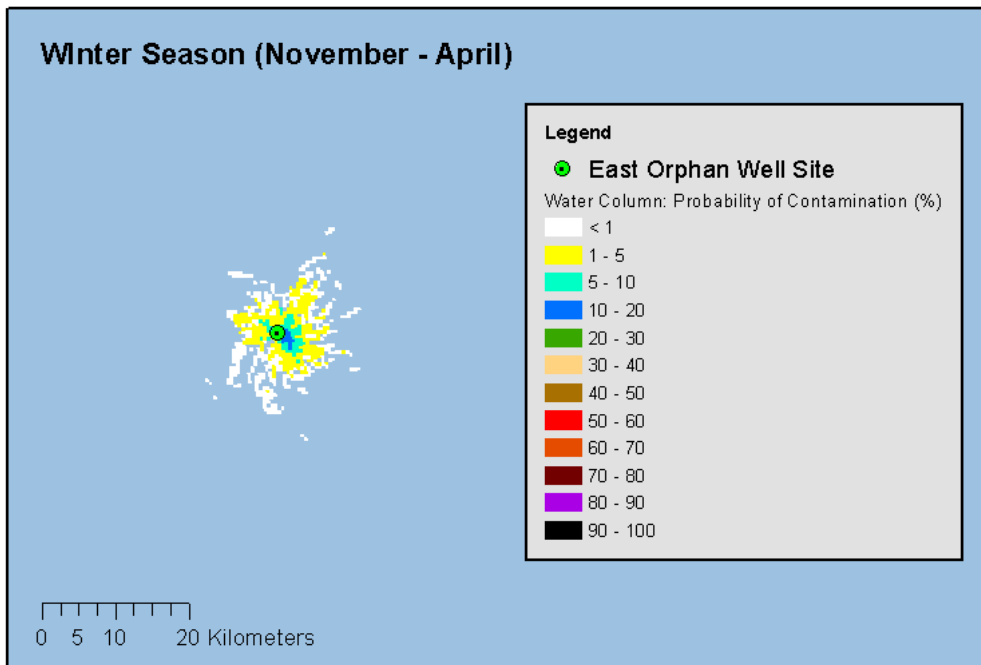 WInter Season (November - April)
Legend
East Orphan Well Site
Water Column: Probability of Contamination (%)
< 1
1 - 5
5 - 10
10 - 20
20 - 30
30 - 40
40 - 50
50 - 60
60 - 70
70 - 80
80 - 90
90 - 100
0 5 10 20 Kilometers